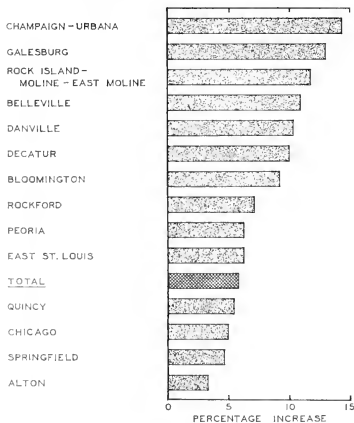 CHAMPAIGN-URBANA
GALESBURG
ROCK ISLAND-
MOLINE-EAST MOLINE
BELLEVILLE
DANVILLE
DECATUR
BLOOMINGTON
ROCKFORD
PEORIA
EAST ST. LOUIS
TOTAL
QUINCY
CHICAGO
SPRINGFIELD
ALTON
0 5 10 15
PERCENTAGE INCREASE